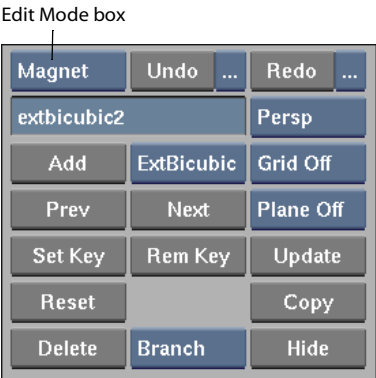 Edit Mode box
Magnet Undo ... Redo ...
extbicubic2 Persp
Add ExtBicubic Grid Off
Prev Next Plane Off
Set Key Rem Key Update
Reset Copy
Delete Branch Hide